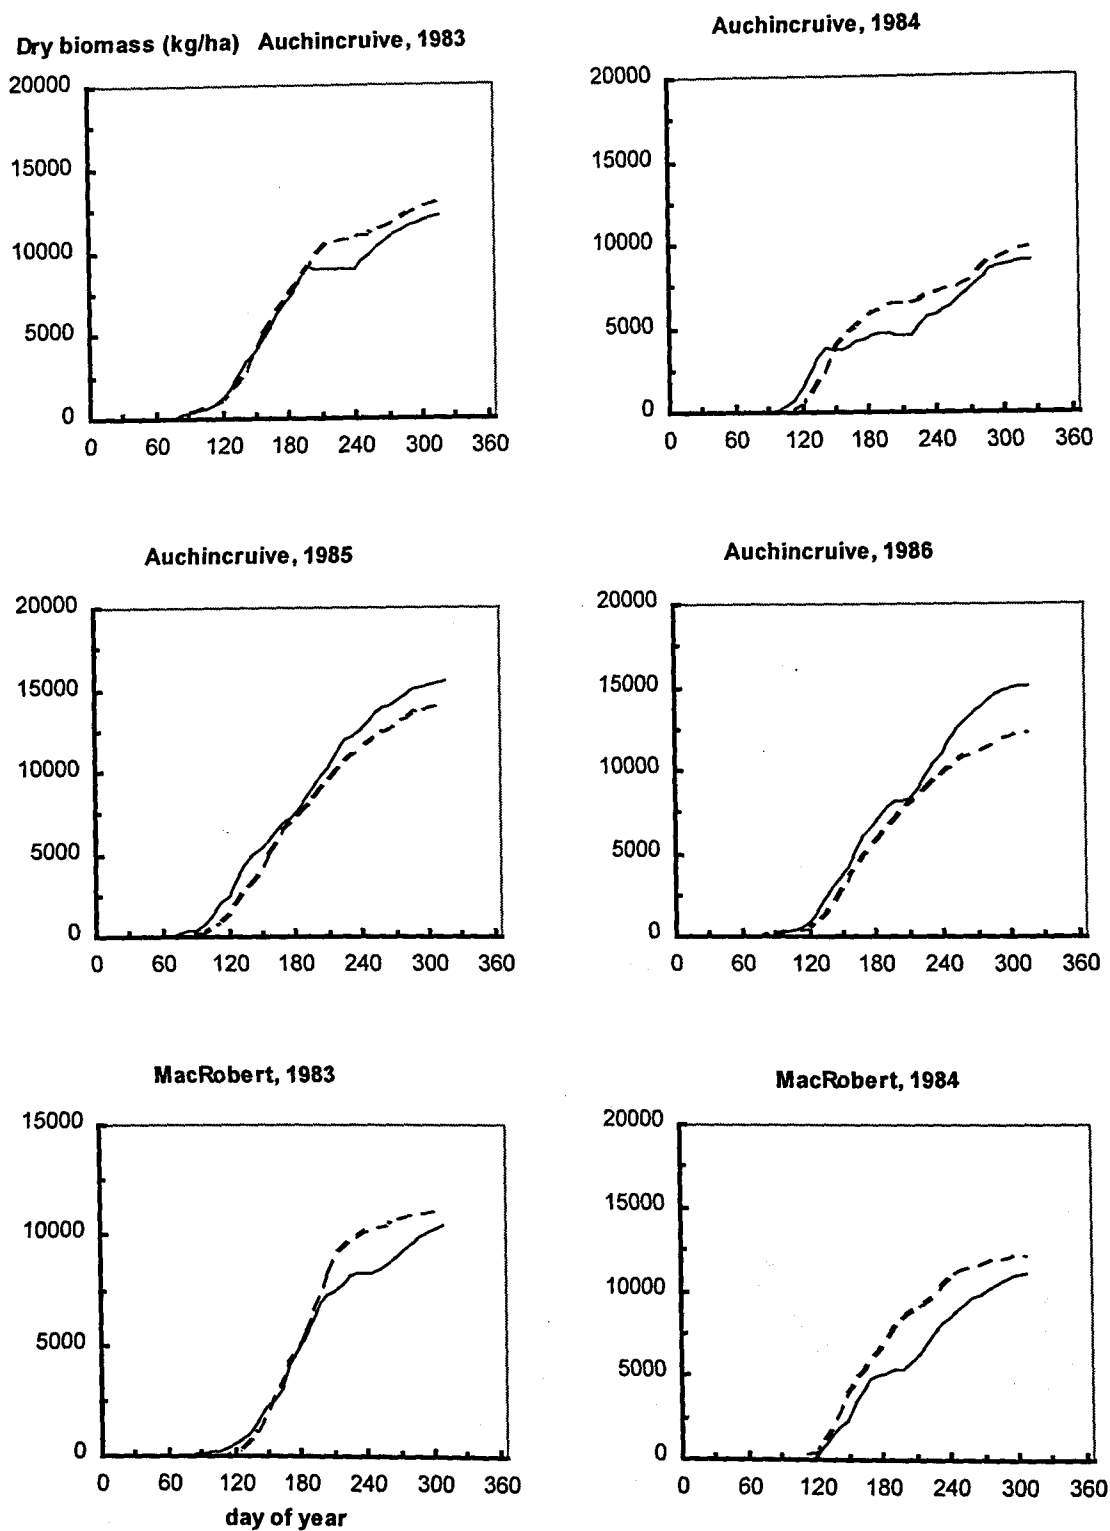 Dry biomass (kg/ha) Auchincruive, 1983
20000
15000
10000
5000
0
0 60 120 180 240 300 360
Auchincruive, 1984
20000
15000
10000
5000
0
0 60 120 180 240 300 360
Auchincruive, 1985
20000
15000
10000
5000
0
0 60 120 180 240 300 360
Auchincruive, 1986
20000
15000
10000
5000
0
0 60 120 180 240 300 360
MacRobert, 1983
15000
10000
5000
0
0 60 120 180 240 300 360
day of year
MacRobert, 1984
20000
15000
10000
5000
0
0 60 120 180 240 300 360